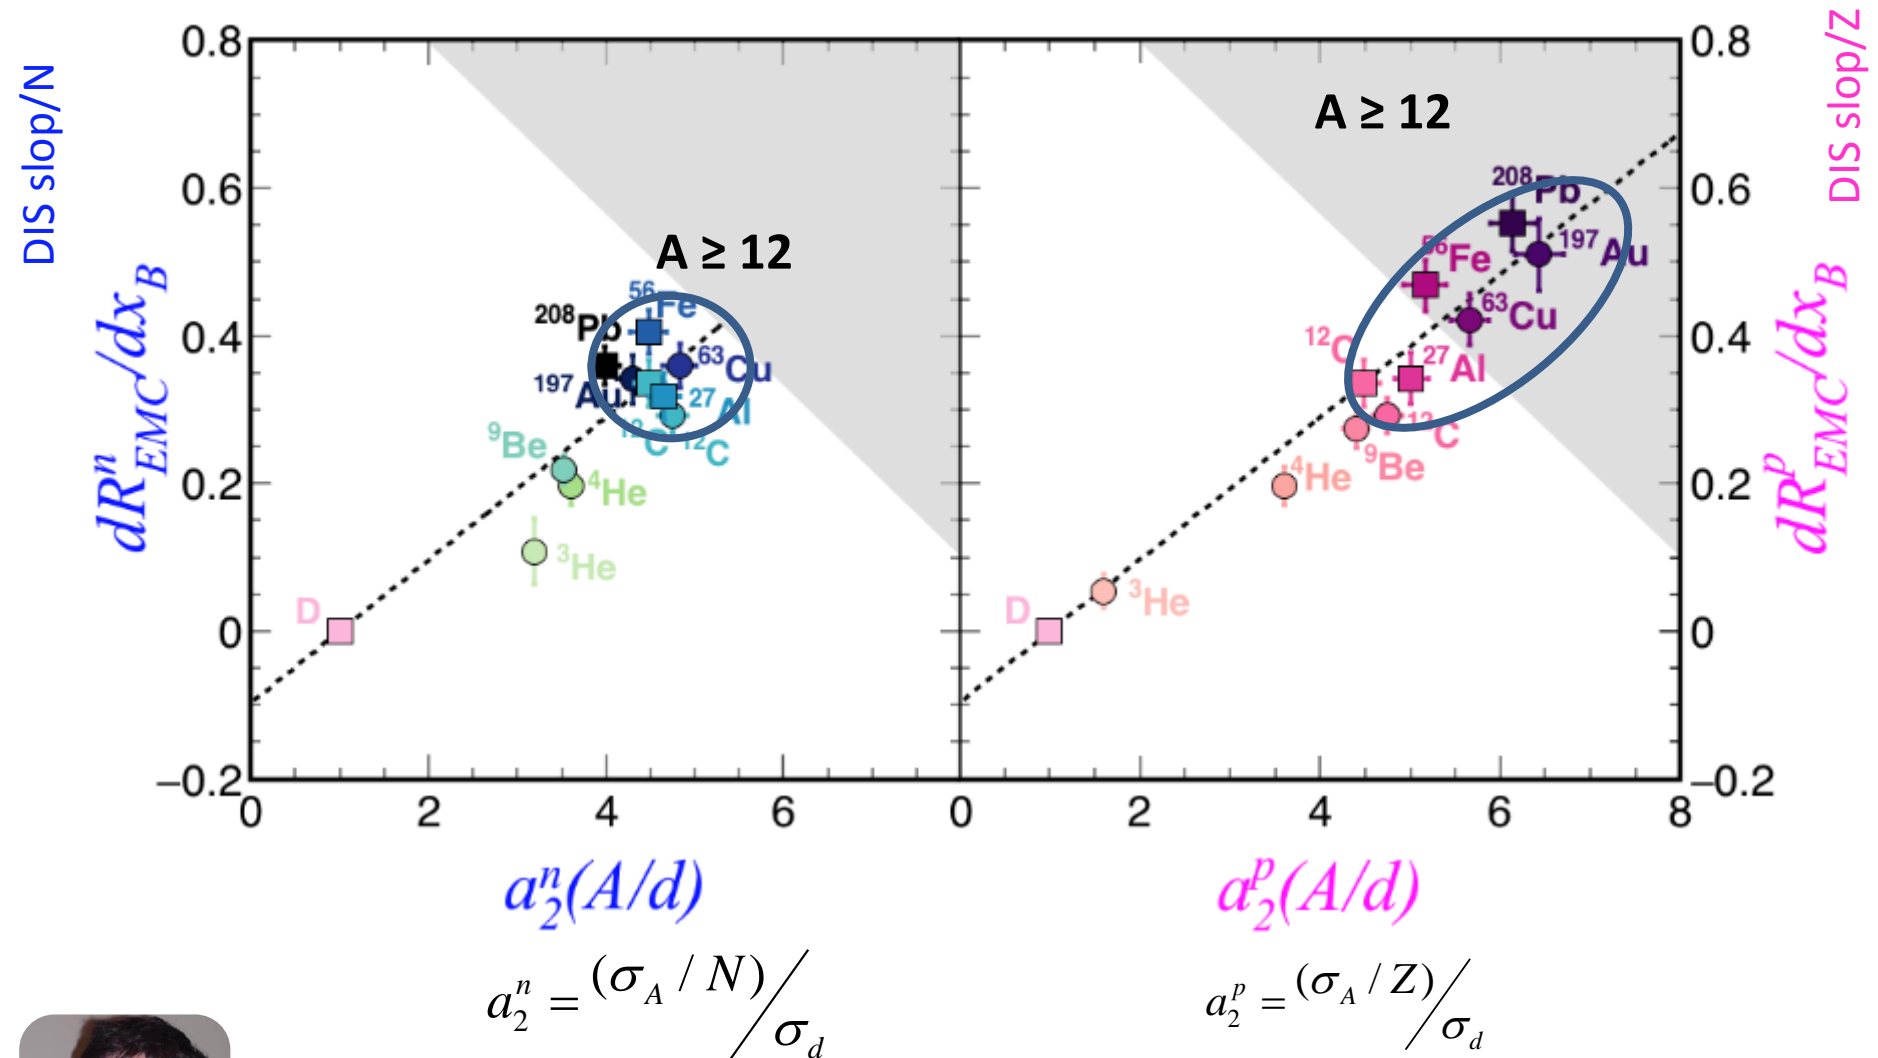 DIS slop/N
dR^n_EMC/dx_B
0.8
0.6
0.4
0.2
0
−0.2
A ≥ 12
56Fe
208Pb
63Cu
197Au
27Al
12C
12C
9Be
4He
3He
D
0 2 4 6
a^n_2(A/d)
a^n_2 = (σ_A / N) / σ_d
A ≥ 12
208Pb
197Au
56Fe
63Cu
12C
27Al
12C
9Be
4He
3He
D
0 2 4 6 8
a^p_2(A/d)
a^p_2 = (σ_A / Z) / σ_d
0.8
0.6
0.4
0.2
0
−0.2
DIS slop/Z
dR^p_EMC/dx_B